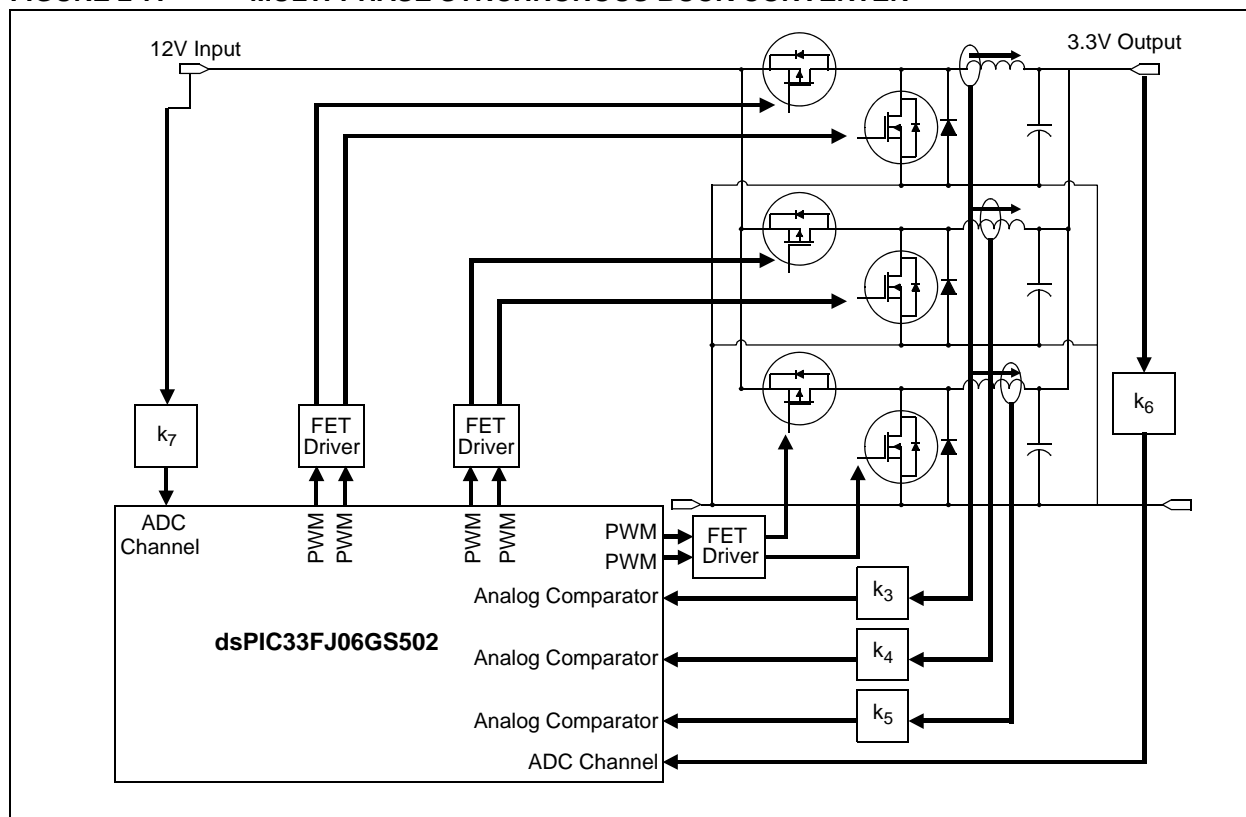 FIGURE
MULTI-PHASE SYNCHRONOUS BUCK CONVERTER
12V Input
3.3V Output
k7
FET
Driver
FET
Driver
k6
ADC
Channel
PWM
PWM
PWM
PWM
PWM
PWM
FET
Driver
Analog Comparator
k3
dsPIC33FJ06GS502
Analog Comparator
k4
Analog Comparator
k5
ADC Channel